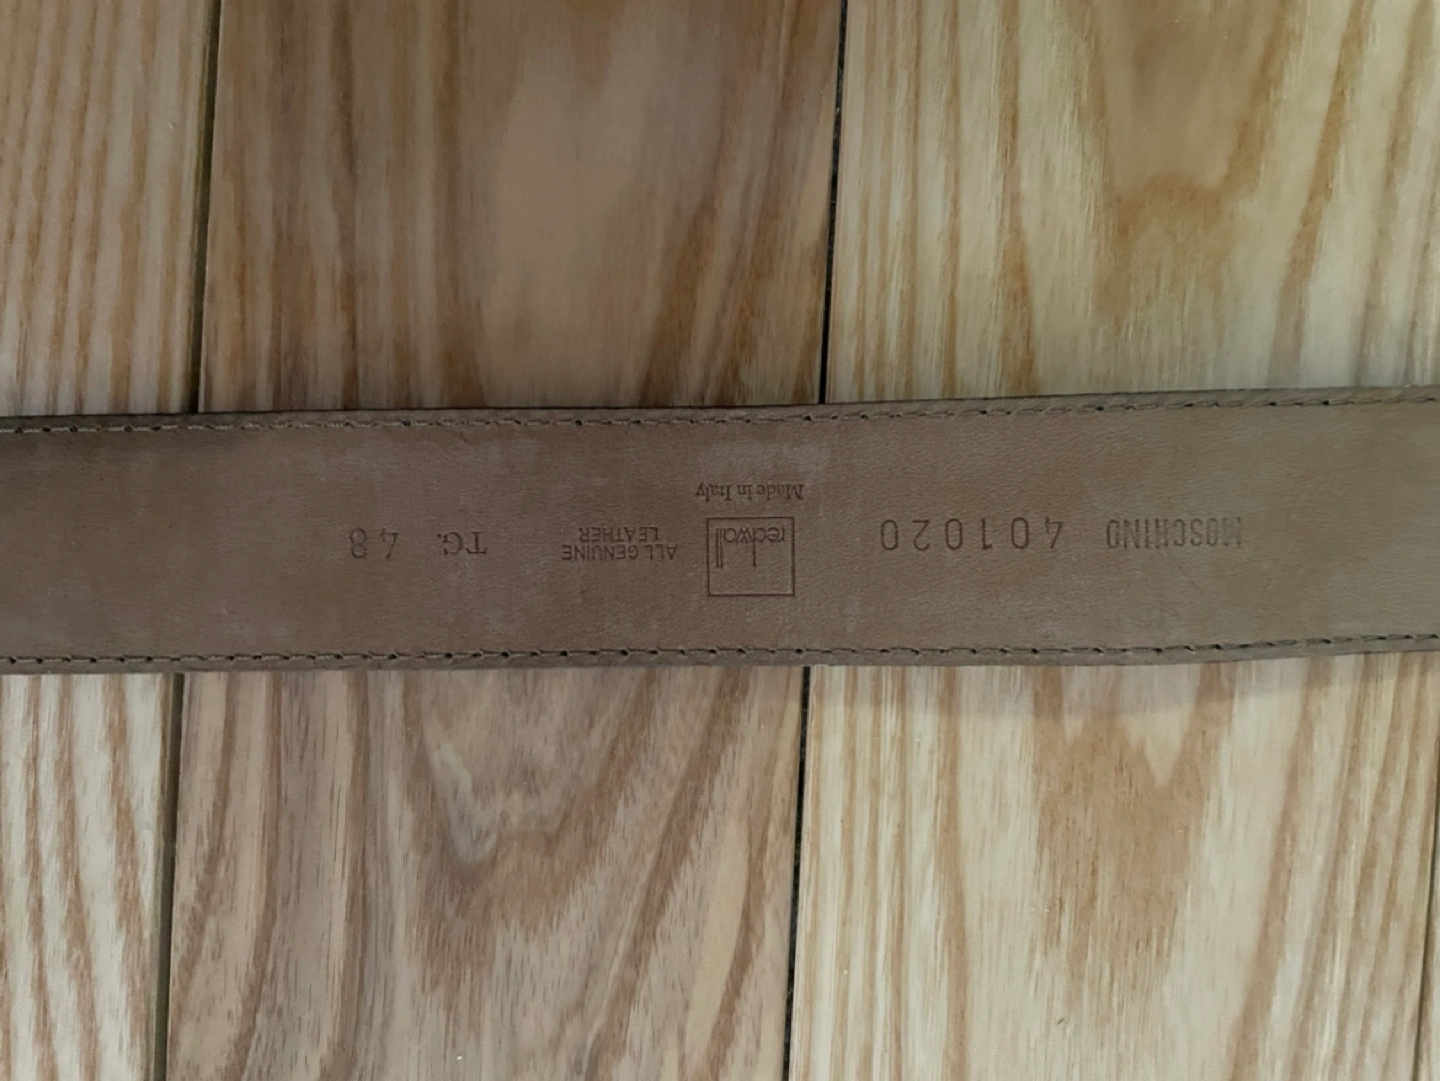 MOSCHINO 401020
redwall
Made in Italy
ALL GENUINE
LEATHER
TG. 48